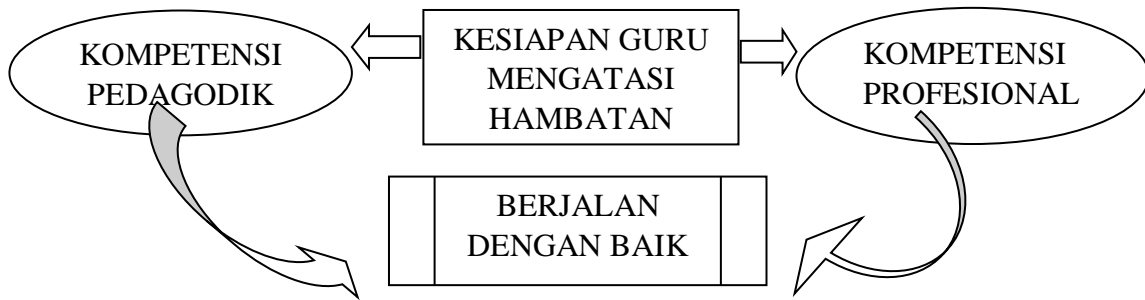 KOMPETENSI
PEDAGODIK
KESIAPAN GURU
MENGATASI
HAMBATAN
KOMPETENSI
PROFESIONAL
BERJALAN
DENGAN BAIK